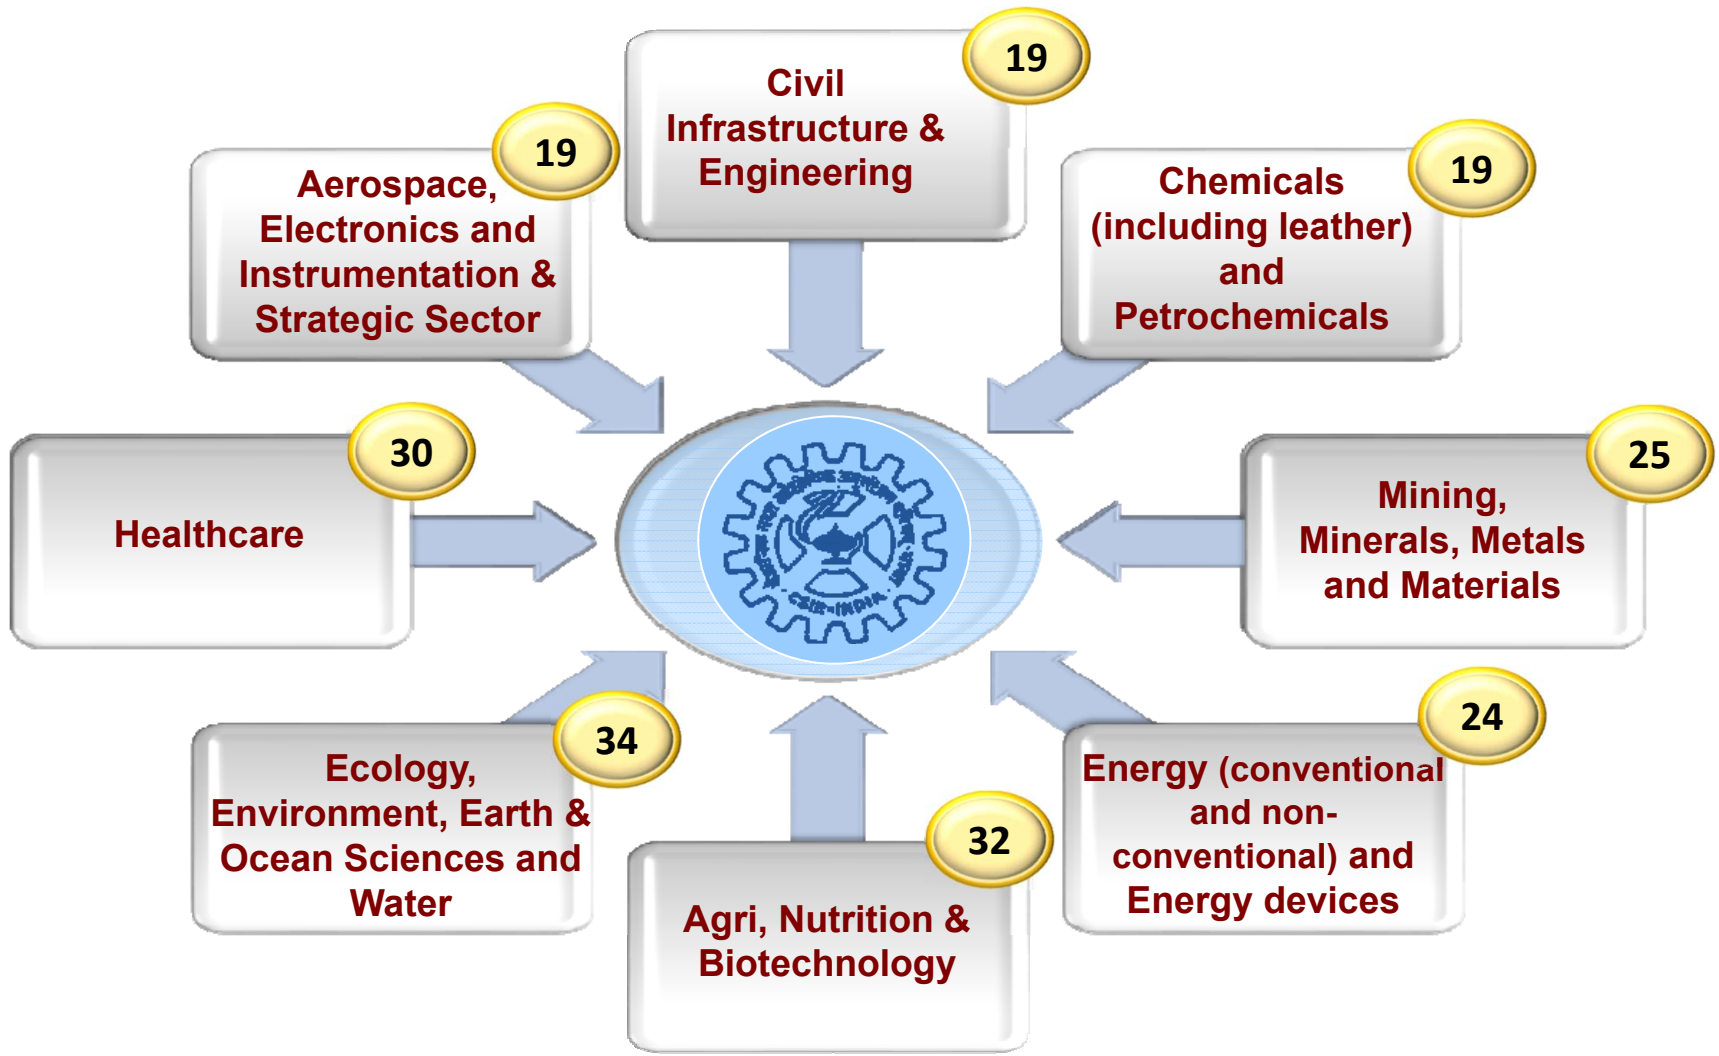 19
Civil
Infrastructure &
Engineering
19
Aerospace,
Electronics and
Instrumentation &
Strategic Sector
19
Chemicals
(including leather)
and
Petrochemicals
30
Healthcare
25
Mining,
Minerals, Metals
and Materials
CSIR-INDIA
34
Ecology,
Environment, Earth &
Ocean Sciences and
Water
32
Agri, Nutrition &
Biotechnology
24
Energy (conventional
and non-
conventional) and
Energy devices